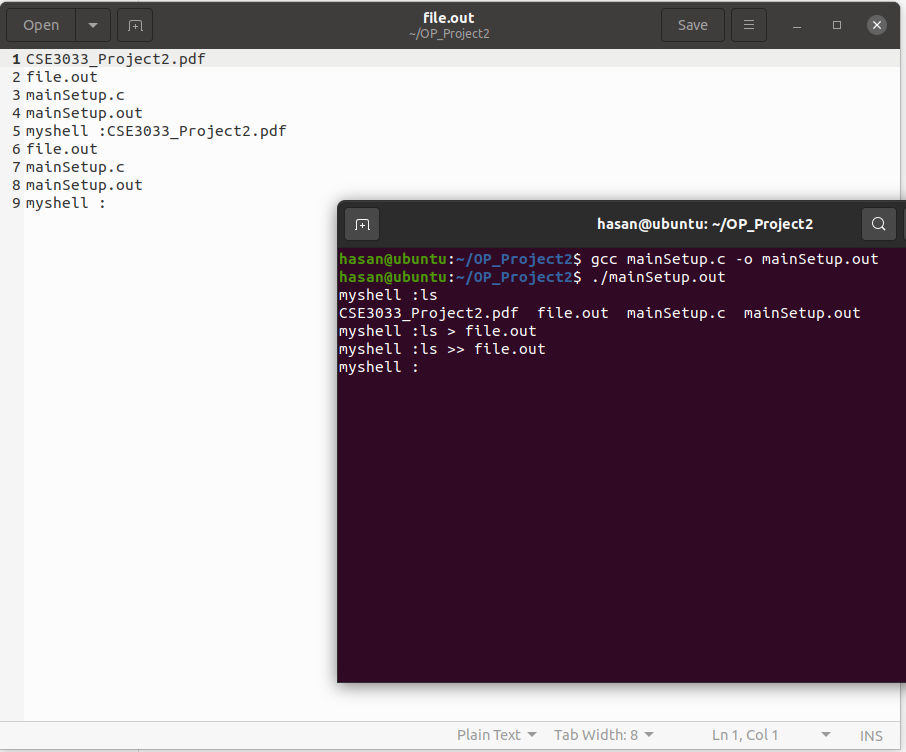 Open
file.out
~/OP_Project2
Save
1 CSE3033_Project2.pdf
2 file.out
3 mainSetup.c
4 mainSetup.out
5 myshell :CSE3033_Project2.pdf
6 file.out
7 mainSetup.c
8 mainSetup.out
9 myshell :
hasan@ubuntu: ~/OP_Project2
hasan@ubuntu:~/OP_Project2$ gcc mainSetup.c -o mainSetup.out
hasan@ubuntu:~/OP_Project2$ ./mainSetup.out
myshell :ls
CSE3033_Project2.pdf  file.out  mainSetup.c  mainSetup.out
myshell :ls > file.out
myshell :ls >> file.out
myshell :
Plain Text Tab Width: 8 Ln 1, Col 1 INS